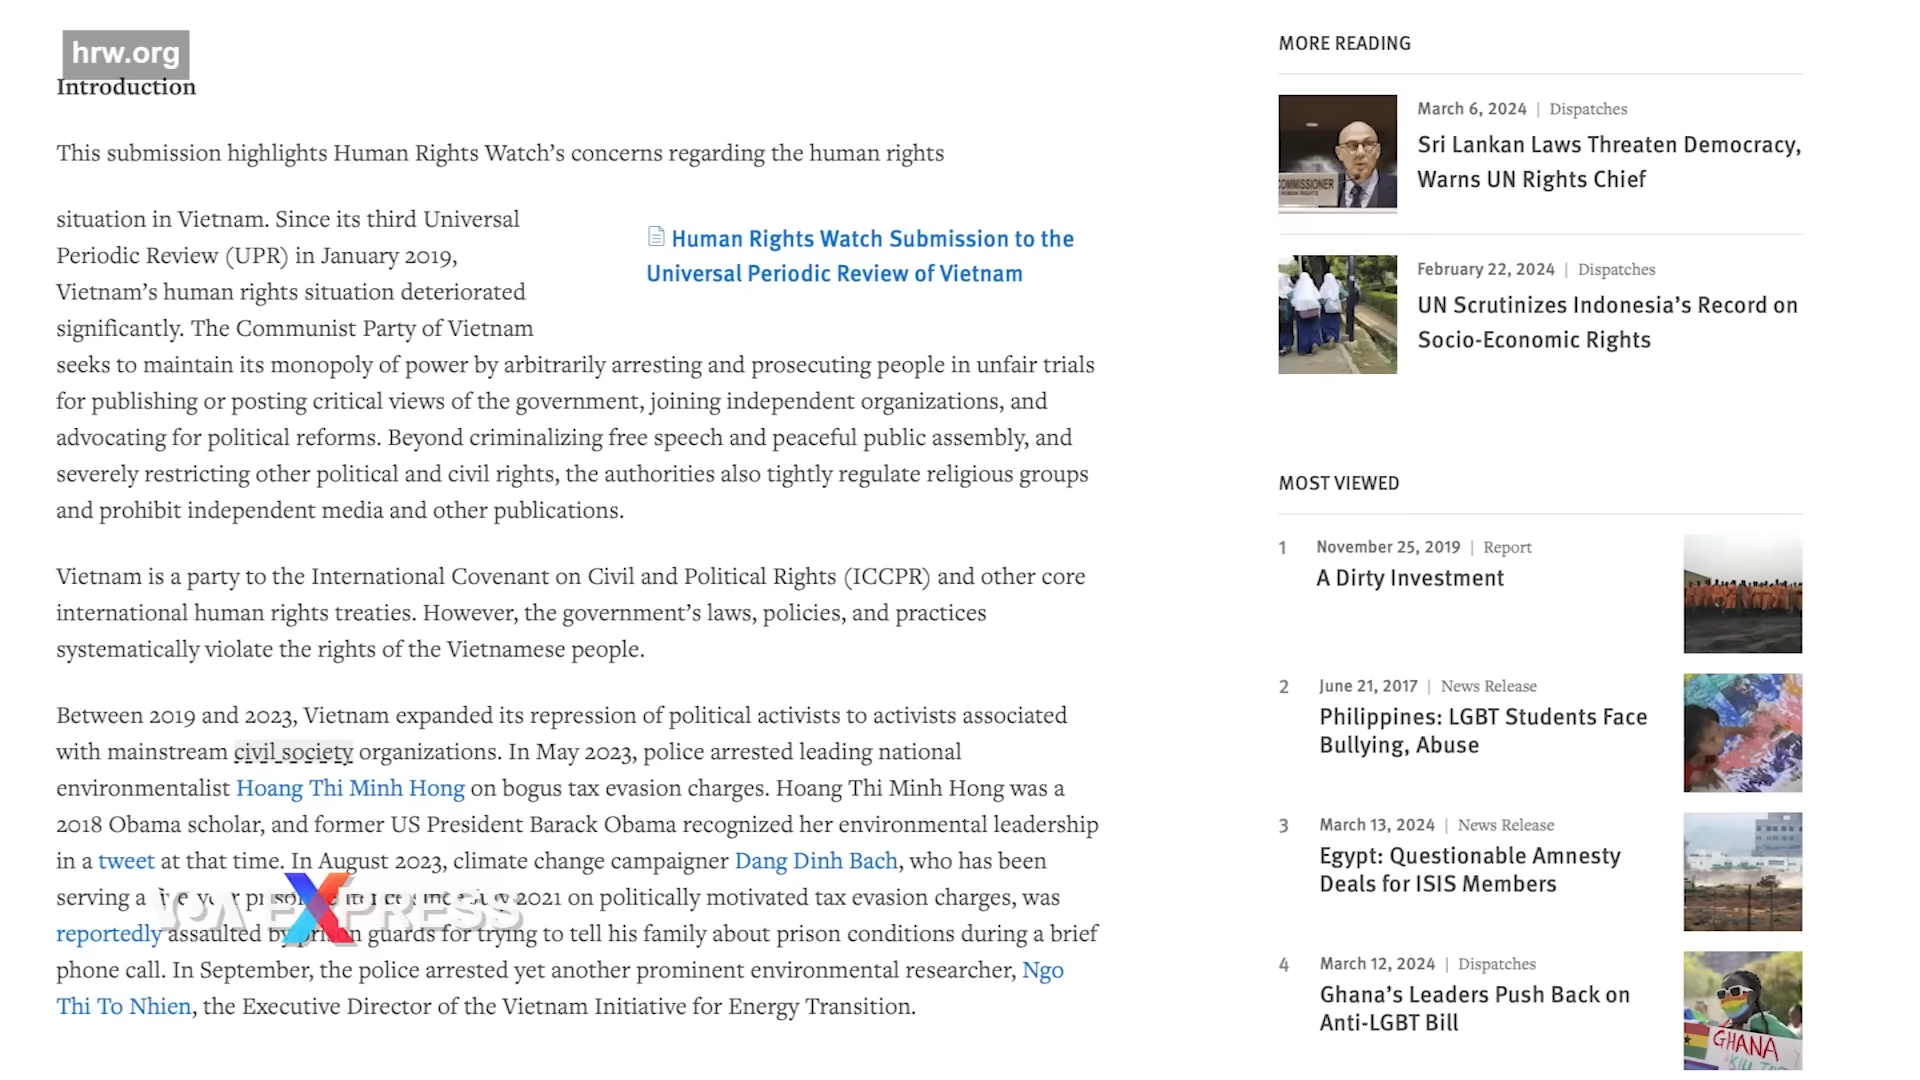 hrw.org
Introduction
This submission highlights Human Rights Watch's concerns regarding the human rights
situation in Vietnam. Since its third Universal
Periodic Review (UPR) in January 2019,
Vietnam's human rights situation deteriorated
significantly. The Communist Party of Vietnam
Human Rights Watch Submission to the
Universal Periodic Review of Vietnam
seeks to maintain its monopoly of power by arbitrarily arresting and prosecuting people in unfair trials
for publishing or posting critical views of the government, joining independent organizations, and
advocating for political reforms. Beyond criminalizing free speech and peaceful public assembly, and
severely restricting other political and civil rights, the authorities also tightly regulate religious groups
and prohibit independent media and other publications.
Vietnam is a party to the International Covenant on Civil and Political Rights (ICCPR) and other core
international human rights treaties. However, the government's laws, policies, and practices
systematically violate the rights of the Vietnamese people.
Between 2019 and 2023, Vietnam expanded its repression of political activists to activists associated
with mainstream civil society organizations. In May 2023, police arrested leading national
environmentalist Hoang Thi Minh Hong on bogus tax evasion charges. Hoang Thi Minh Hong was a
2018 Obama scholar, and former US President Barack Obama recognized her environmental leadership
in a tweet at that time. In August 2023, climate change campaigner Dang Dinh Bach, who has been
serving a 2021 on politically motivated tax evasion charges, was
reportedly assaulted by prison guards for trying to tell his family about prison conditions during a brief
phone call. In September, the police arrested yet another prominent environmental researcher, Ngo
Thi To Nhien, the Executive Director of the Vietnam Initiative for Energy Transition.
VOA EXPRESS
MORE READING
COMMISSIONER
March 6, 2024 | Dispatches
Sri Lankan Laws Threaten Democracy,
Warns UN Rights Chief
February 22, 2024 | Dispatches
UN Scrutinizes Indonesia's Record on
Socio-Economic Rights
MOST VIEWED
1 November 25, 2019 | Report
A Dirty Investment
2 June 21, 2017 | News Release
Philippines: LGBT Students Face
Bullying, Abuse
3 March 13, 2024 | News Release
Egypt: Questionable Amnesty
Deals for ISIS Members
4 March 12, 2024 | Dispatches
Ghana's Leaders Push Back on
Anti-LGBT Bill
GHANA